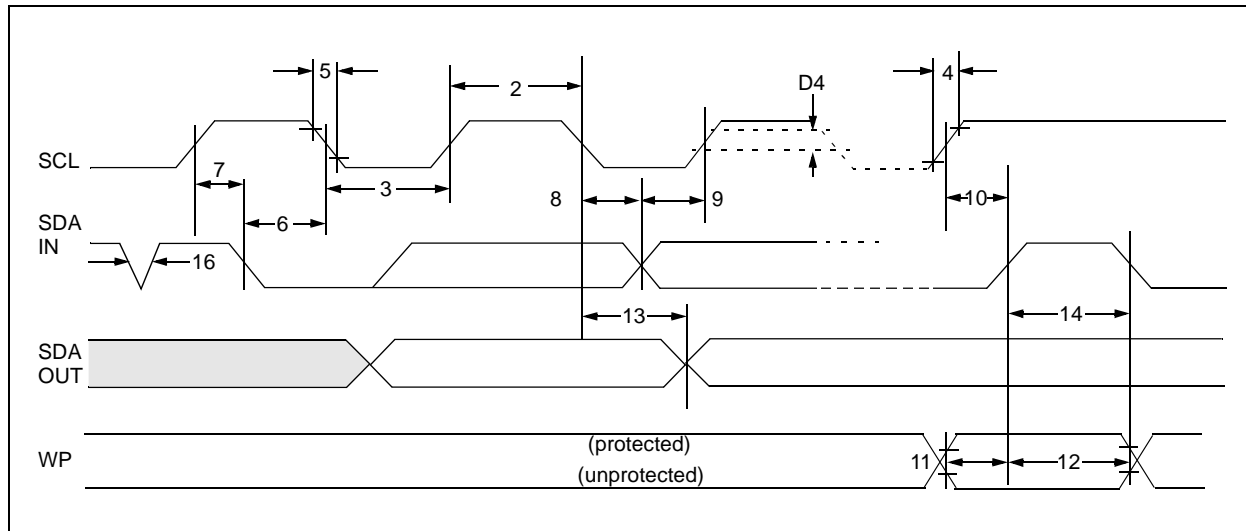 5
2
D4
4
SCL
7
3
8
9
10
SDA
IN
6
16
13
14
SDA
OUT
WP
(protected)
(unprotected)
11
12